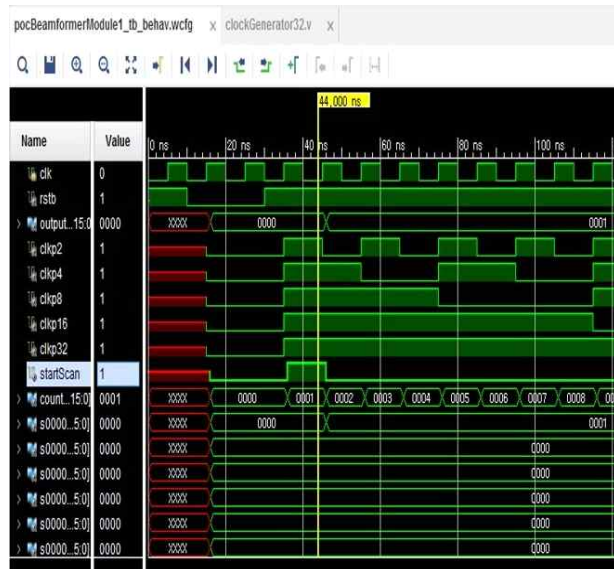 pocBeamformerModule1_tb_behav.wcfg x clockGenerator32.v x
44.000 ns
Name Value 0 ns 20 ns 40 ns 60 ns 80 ns 100 ns
clk 0
rstb 1
output...15:0 0000 XXXX 0000 0001
clkp2 1
clkp4 1
clkp8 1
clkp16 1
clkp32 1
startScan 1
count...15:0] 0001 XXXX 0000 0001 0002 0003 0004 0005 0006 0007 0008 00
s0000...5:0] 0000 XXXX 0000 0001
s0000...5:0] 0000 XXXX 0000
s0000...5:0] 0000 XXXX 0000
s0000...5:0] 0000 XXXX 0000
s0000...5:0] 0000 XXXX 0000
s0000...5:0] 0000 XXXX 0000